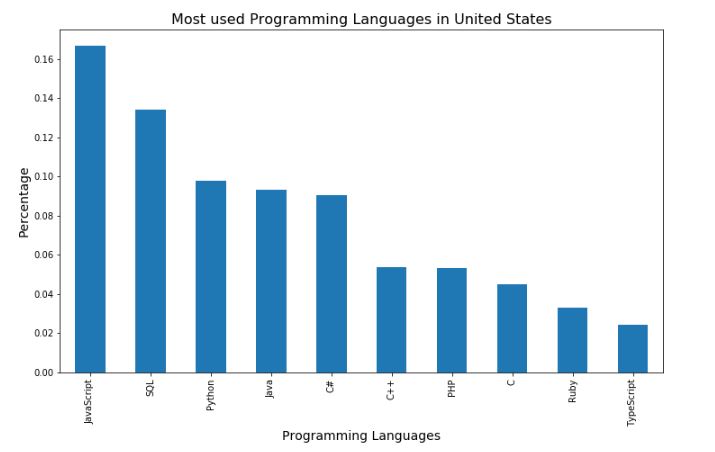 Most used Programming Languages in United States
Percentage
0.16
0.14
0.12
0.10
0.08
0.06
0.04
0.02
0.00
JavaScript
SQL
Python
Java
C#
C++
PHP
C
Ruby
TypeScript
Programming Languages